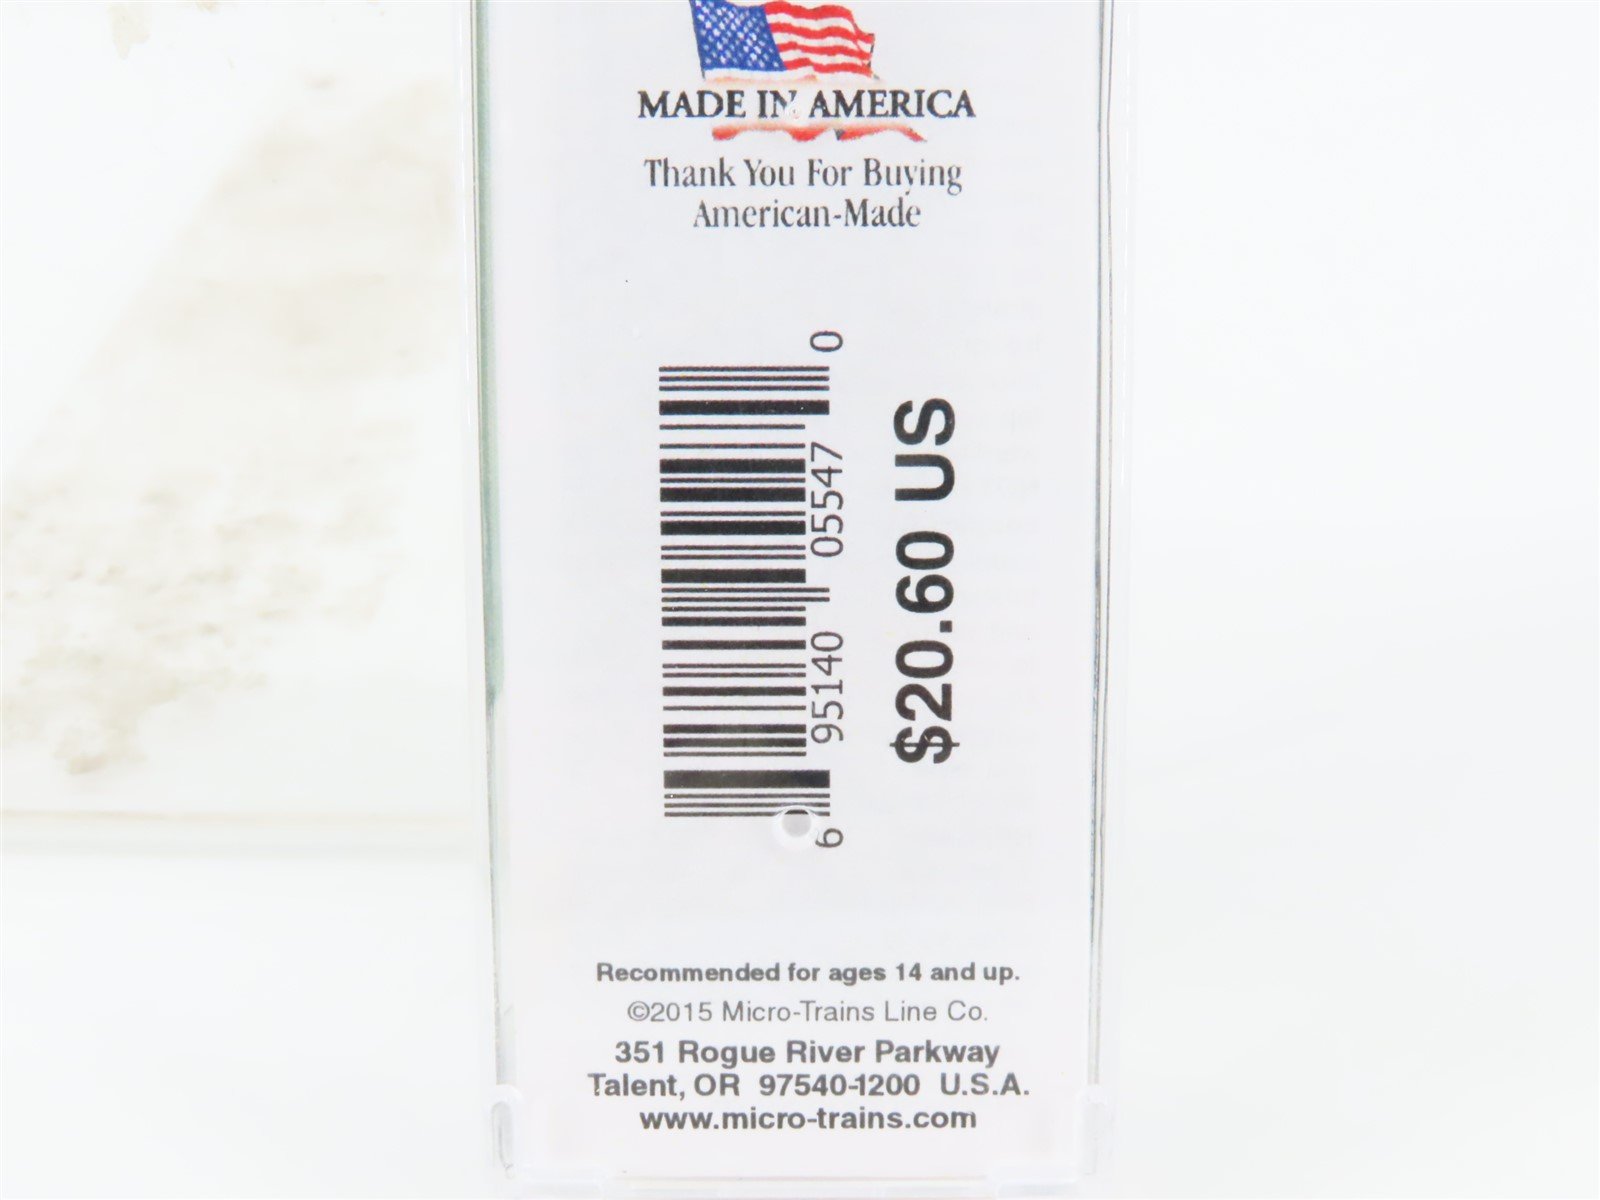 MADE IN AMERICA
Thank You For Buying
American-Made
6 95140 05547 0
$20.60 US
Recommended for ages 14 and up.
©2015 Micro-Trains Line Co.
351 Rogue River Parkway
Talent, OR 97540-1200 U.S.A.
www.micro-trains.com